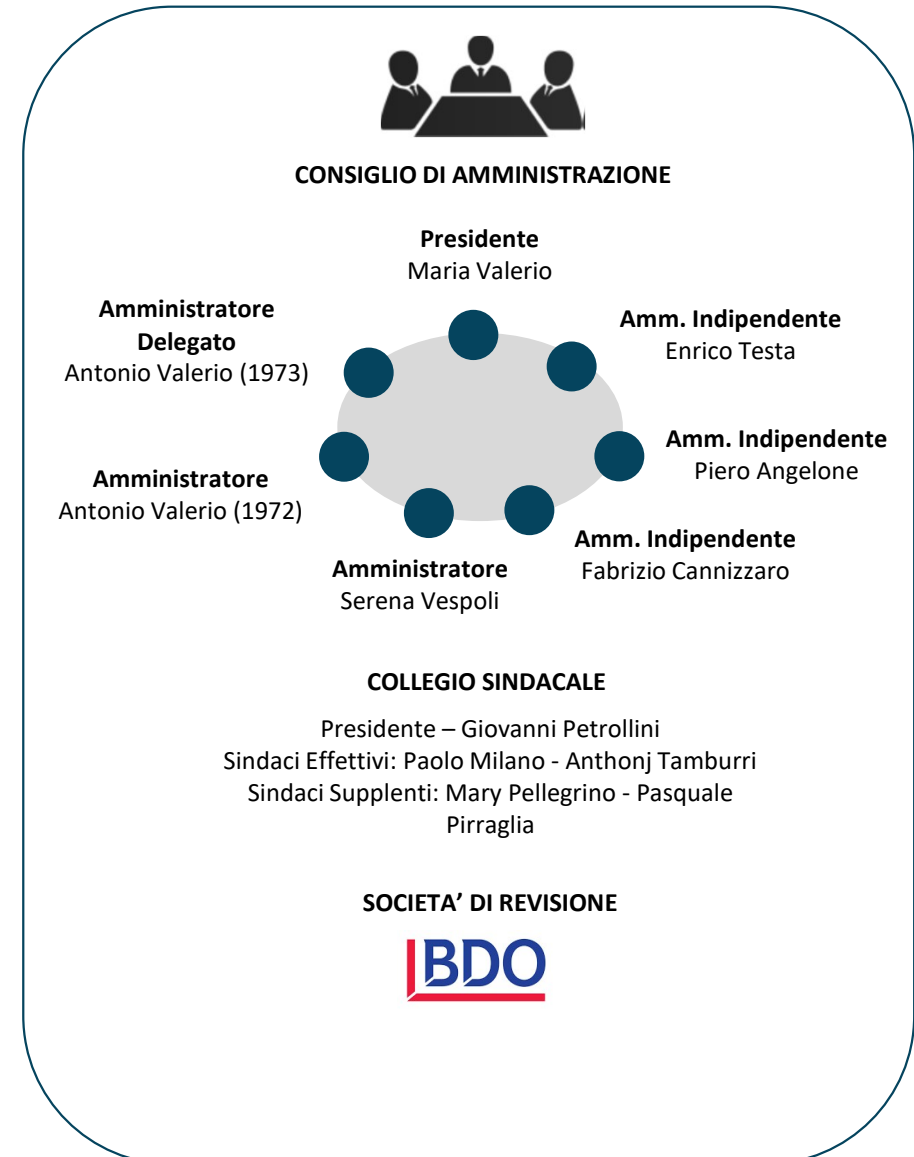 CONSIGLIO DI AMMINISTRAZIONE
Presidente
Maria Valerio
Amministratore
Delegato
Antonio Valerio (1973)
Amm. Indipendente
Enrico Testa
Amm. Indipendente
Piero Angelone
Amministratore
Antonio Valerio (1972)
Amm. Indipendente
Fabrizio Cannizzaro
Amministratore
Serena Vespoli
COLLEGIO SINDACALE
Presidente – Giovanni Petrollini
Sindaci Effettivi: Paolo Milano - Anthonj Tamburri
Sindaci Supplenti: Mary Pellegrino - Pasquale
Pirraglia
SOCIETA’ DI REVISIONE
BDO